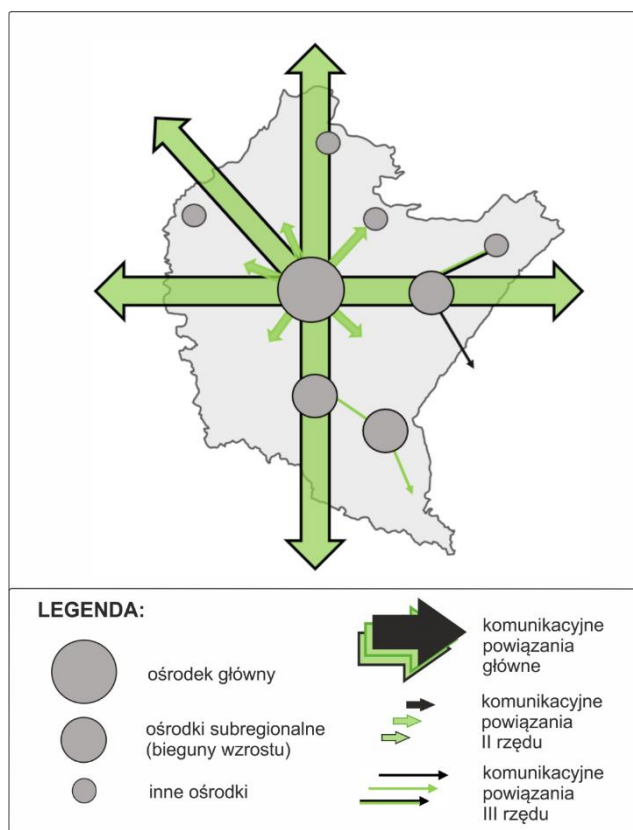 LEGENDA:
ośrodek główny
ośrodki subregionalne
(bieguny wzrostu)
inne ośrodki
komunikacyjne
powiązania
główne
komunikacyjne
powiązania
II rzędu
komunikacyjne
powiązania
III rzędu